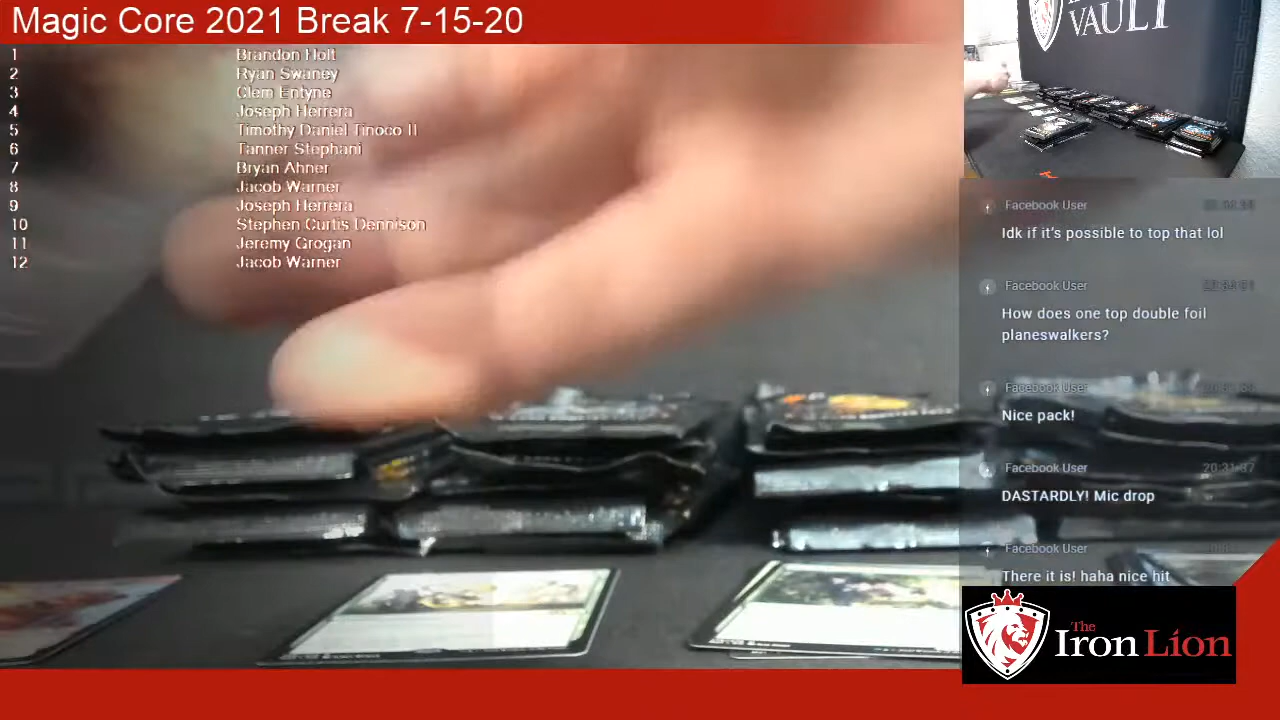 Magic Core 2021 Break 7-15-20
1 Brandon Holt
2 Ryan Swaney
3 Clem Entyne
4 Joseph Herrera
5 Timothy Daniel Tinoco II
6 Tanner Stephani
7 Bryan Ahner
8 Jacob Warner
9 Joseph Herrera
10 Stephen Curtis Dennison
11 Jeremy Grogan
12 Jacob Warner
VAULT
Facebook User
Idk if it's possible to top that lol
Facebook User
How does one top double foil
planeswalkers?
Facebook User
Nice pack!
Facebook User 20:31:37
DASTARDLY! Mic drop
Facebook User
There it is! haha nice hit
The
Iron Lion